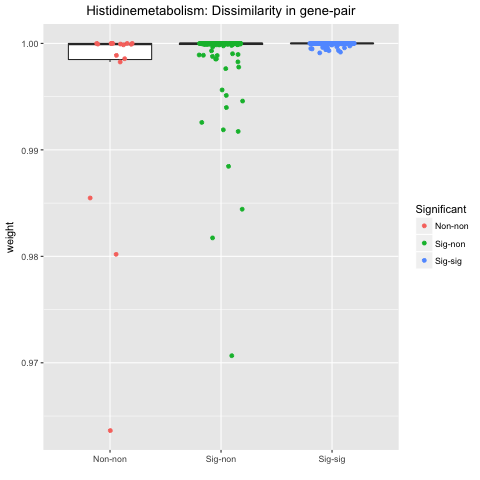 Histidinemetabolism: Dissimilarity in gene-pair
1.00
0.99
0.98
0.97
weight
Non-non
Sig-non
Sig-sig
Significant
Non-non
Sig-non
Sig-sig